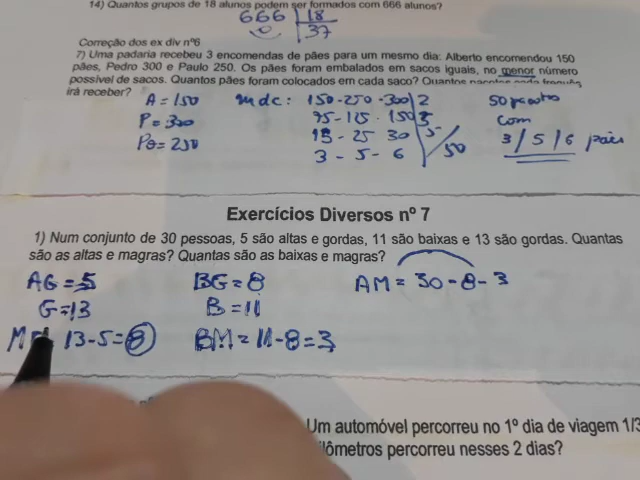 14) Quantos grupos de 18 alunos podem ser formados com 666 alunos?
666 | 18
0 37
Correção dos ex div nº6
7) Uma padaria recebeu 3 encomendas de pães para um mesmo dia: Alberto encomendou 150
pães, Pedro 300 e Paulo 250. Os pães foram embalados em sacos iguais, no menor número
possível de sacos. Quantos pães foram colocados em cada saco? Quantos pacotes cada
irá receber?
A = 150 mdc: 150-250-300 2 50 pacotes
P = 300 75-125-150 5 com
Pa = 250 15-25 30 5 3/5/6 pães
3-5-6 50
Exercícios Diversos nº 7
1) Num conjunto de 30 pessoas, 5 são altas e gordas, 11 são baixas e 13 são gordas. Quantas
são as altas e magras? Quantas são as baixas e magras?
AG=5 BG=8 AM=30-8-3
G=13 B=11
13-5=8 BM=11-8=3
Um automóvel percorreu no 1º dia de viagem 1/3
ilômetros percorreu nesses 2 dias?